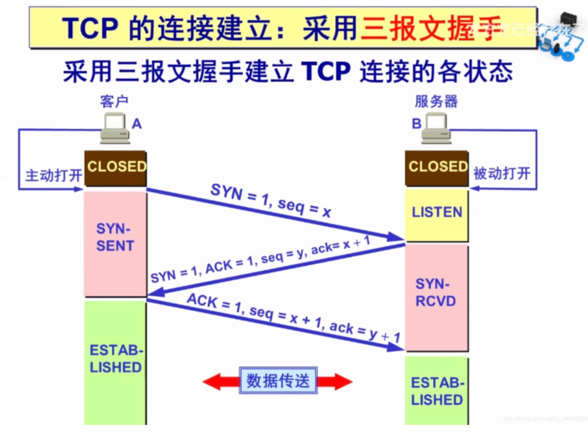 TCP 的连接建立：采用三报文握手
采用三报文握手建立 TCP 连接的各状态
客户
服务器
A
B
CLOSED
CLOSED
主动打开
被动打开
SYN = 1, seq = x
LISTEN
SYN-
SENT
SYN = 1, ACK = 1, seq = y, ack= x + 1
SYN-
RCVD
ACK = 1, seq = x + 1, ack = y + 1
ESTAB-
LISHED
数据传送
ESTAB-
LISHED